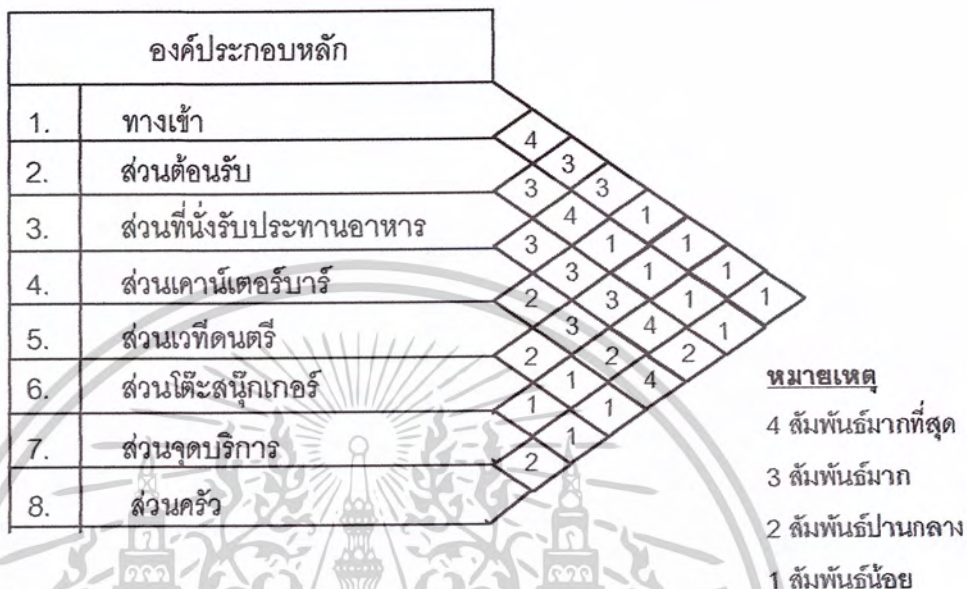 องค์ประกอบหลัก
1. ทางเข้า
4
3
2. ส่วนต้อนรับ
3 3
4 1
3. ส่วนที่นั่งรับประทานอาหาร
3 1 1
3 1 1
4. ส่วนเคาน์เตอร์บาร์
2 3 1 1
3 4 1
5. ส่วนเวทีดนตรี
2 2 2
1 4
6. ส่วนโต๊ะสนุ๊กเกอร์
1 1
1
7. ส่วนจุดบริการ
2
8. ส่วนครัว
หมายเหตุ
4 สัมพันธ์มากที่สุด
3 สัมพันธ์มาก
2 สัมพันธ์ปานกลาง
1 สัมพันธ์น้อย